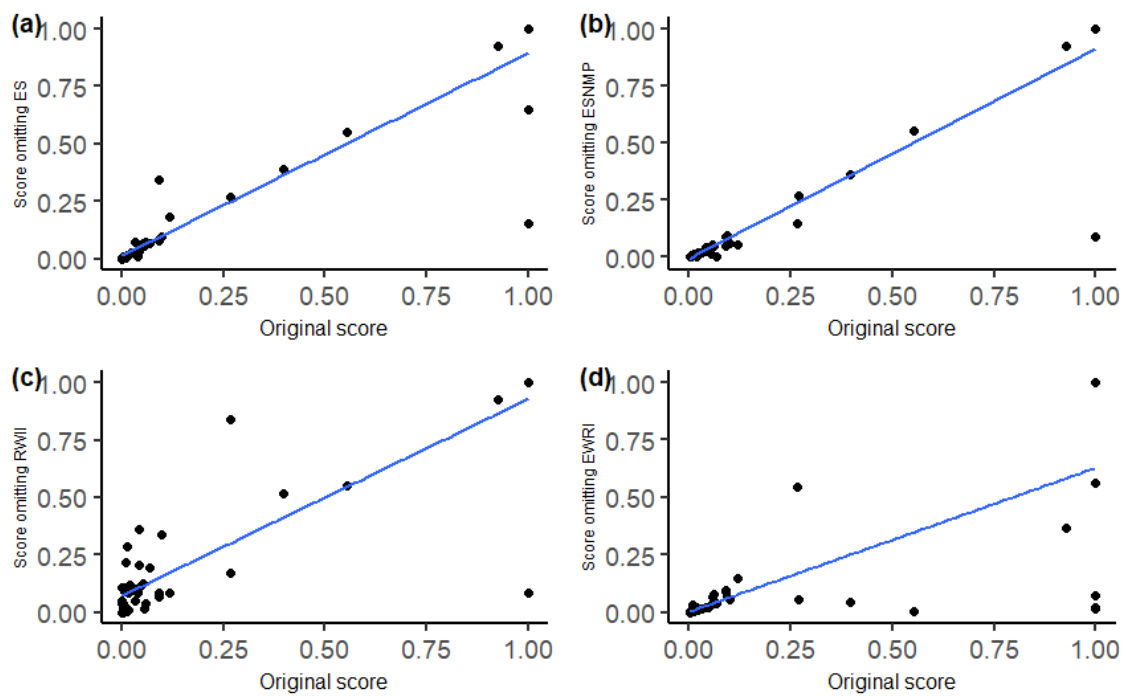 (a)
1.00
0.75
0.50
0.25
0.00
Score omitting ES
0.00 0.25 0.50 0.75 1.00
Original score
(b)
1.00
0.75
0.50
0.25
0.00
Score omitting ESNMP
0.00 0.25 0.50 0.75 1.00
Original score
(c)
1.00
0.75
0.50
0.25
0.00
Score omitting RWII
0.00 0.25 0.50 0.75 1.00
Original score
(d)
1.00
0.75
0.50
0.25
0.00
Score omitting EWRI
0.00 0.25 0.50 0.75 1.00
Original score